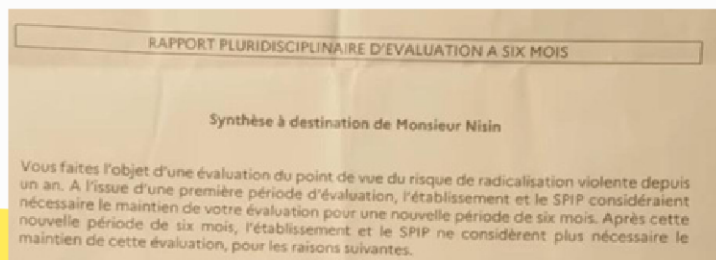 RAPPORT PLURIDISCIPLINAIRE D'EVALUATION A SIX MOIS
Synthèse à destination de Monsieur Nisin
Vous faites l'objet d'une évaluation du point de vue du risque de radicalisation violente depuis
un an. A l'issue d'une première période d'évaluation, l'établissement et le SPIP considéraient
nécessaire le maintien de votre évaluation pour une nouvelle période de six mois. Après cette
nouvelle période de six mois, l'établissement et le SPIP ne considèrent plus nécessaire le
maintien de cette évaluation, pour les raisons suivantes.